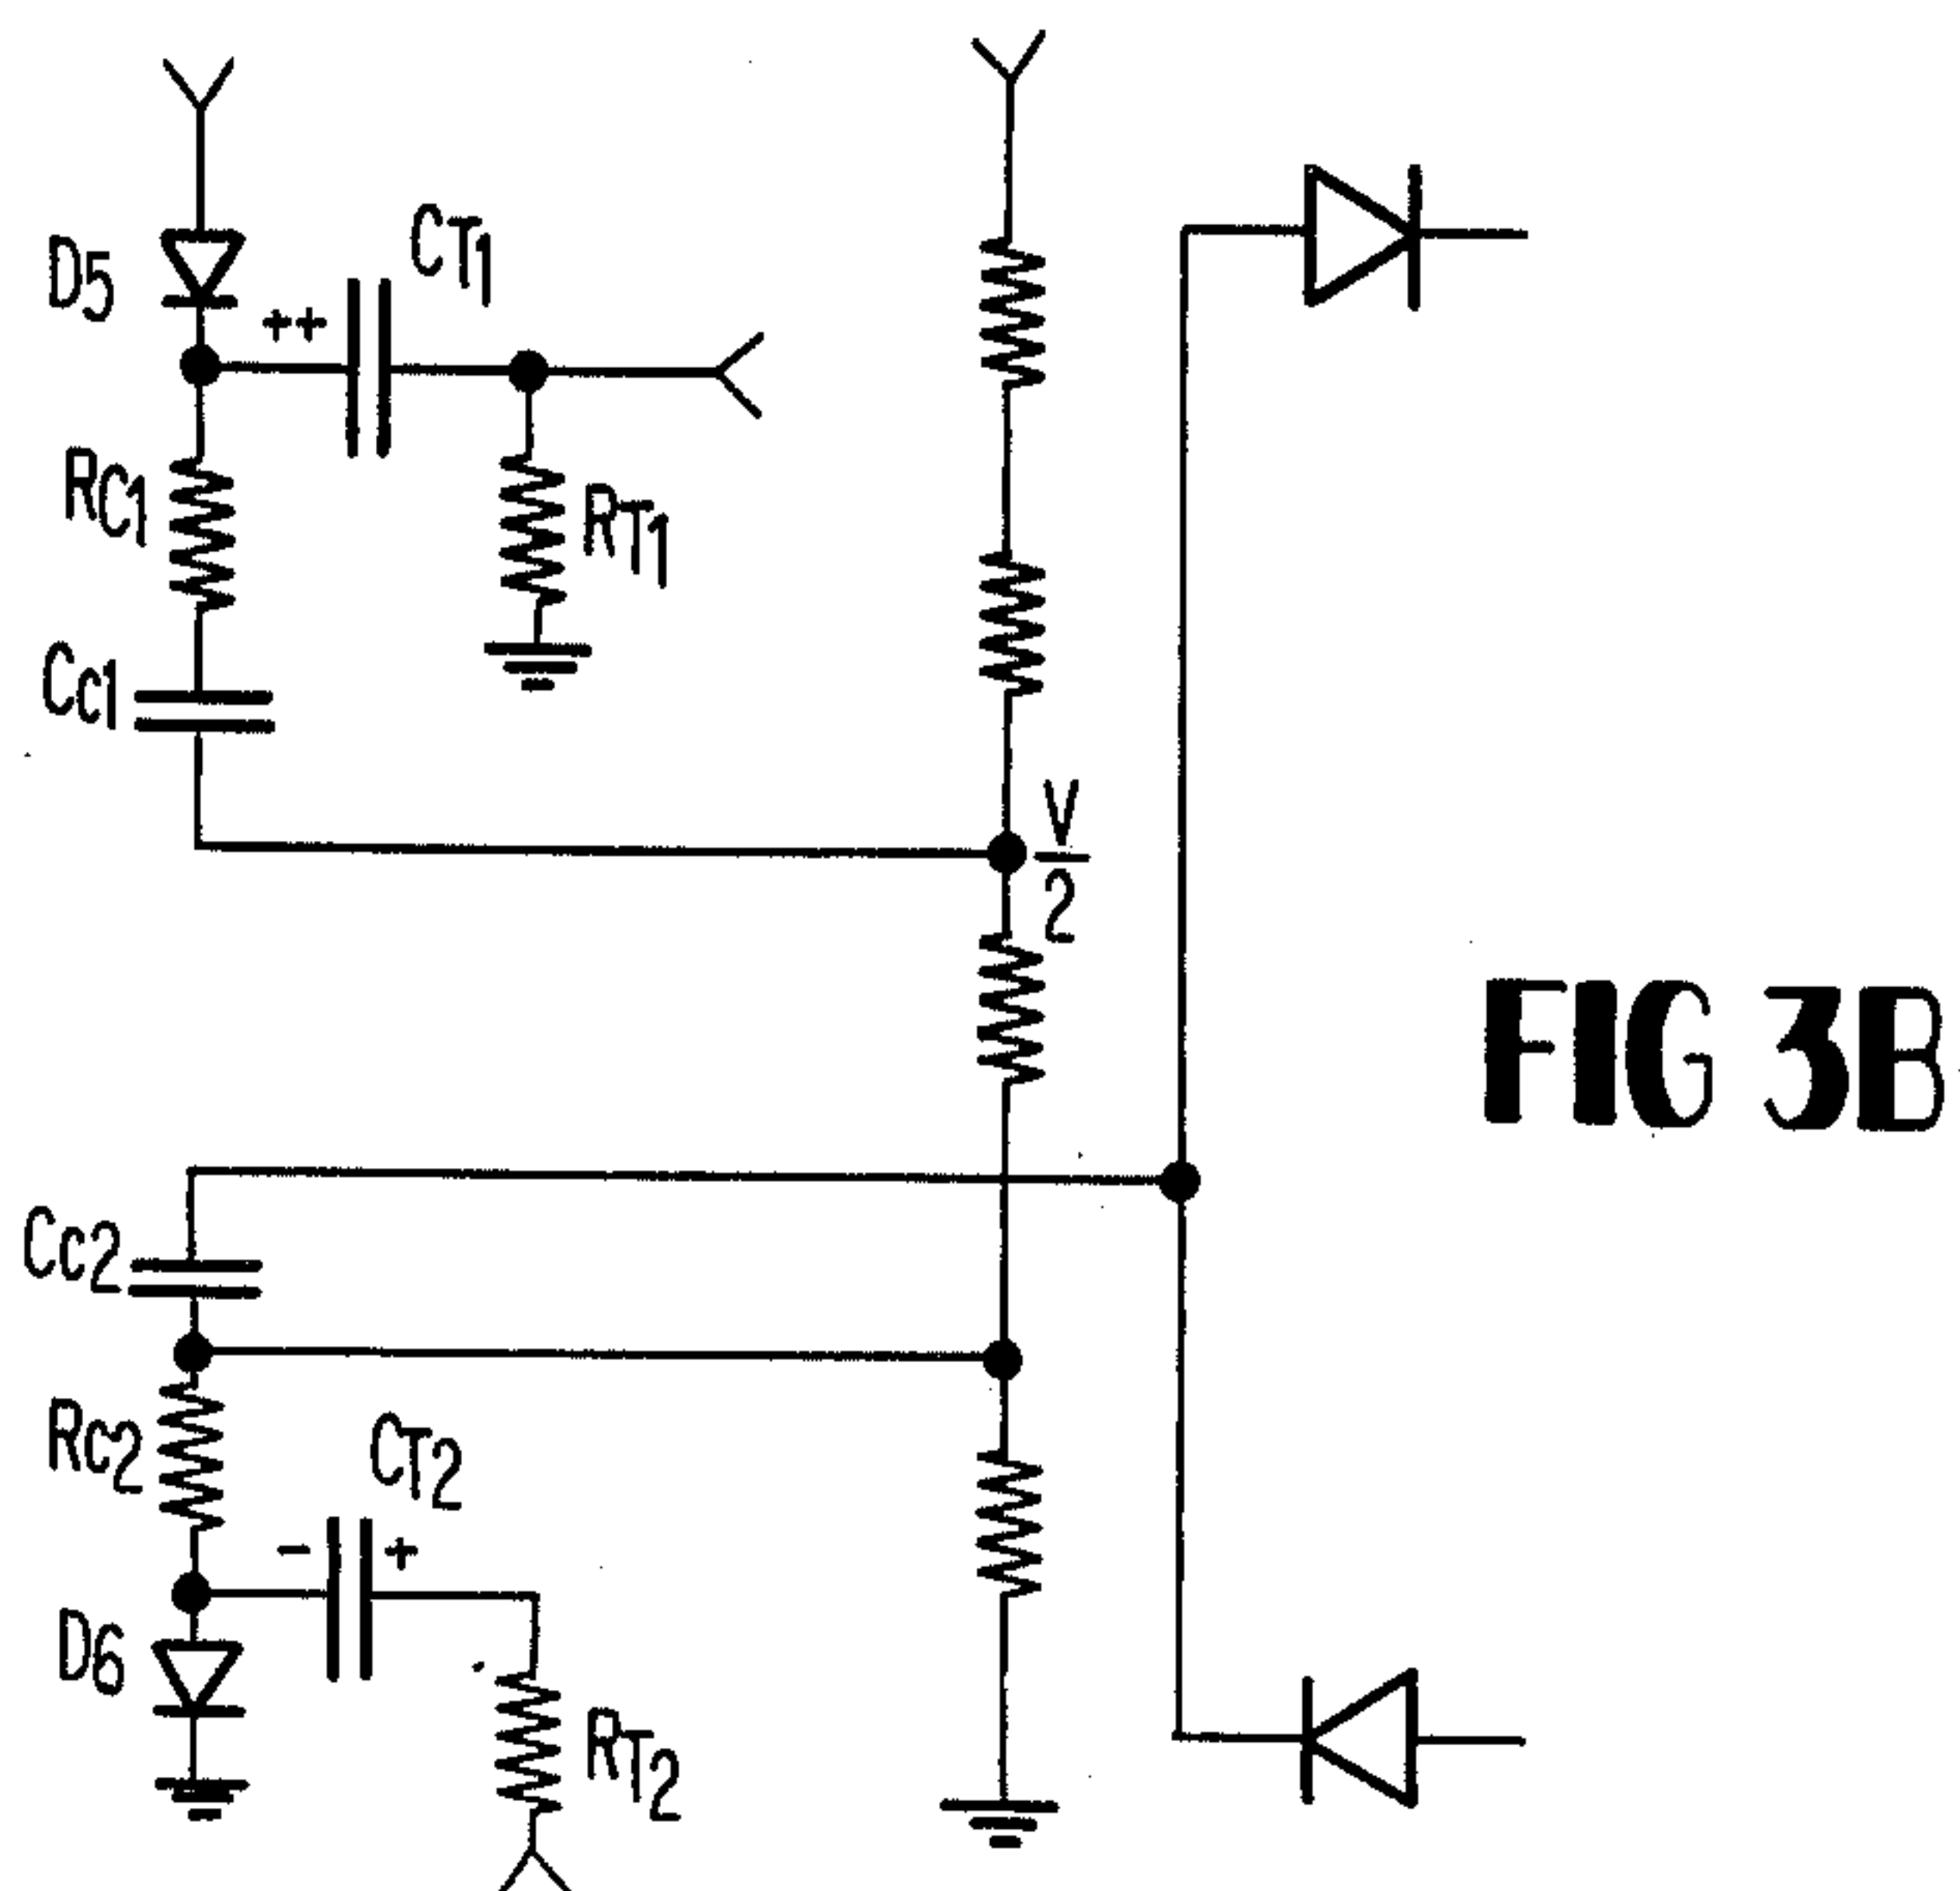 D5
++
CT1
RC1
RT1
Cc1
V
2
FIG 3B
Cc2
Rc2
CT2
- +
D6
RT2